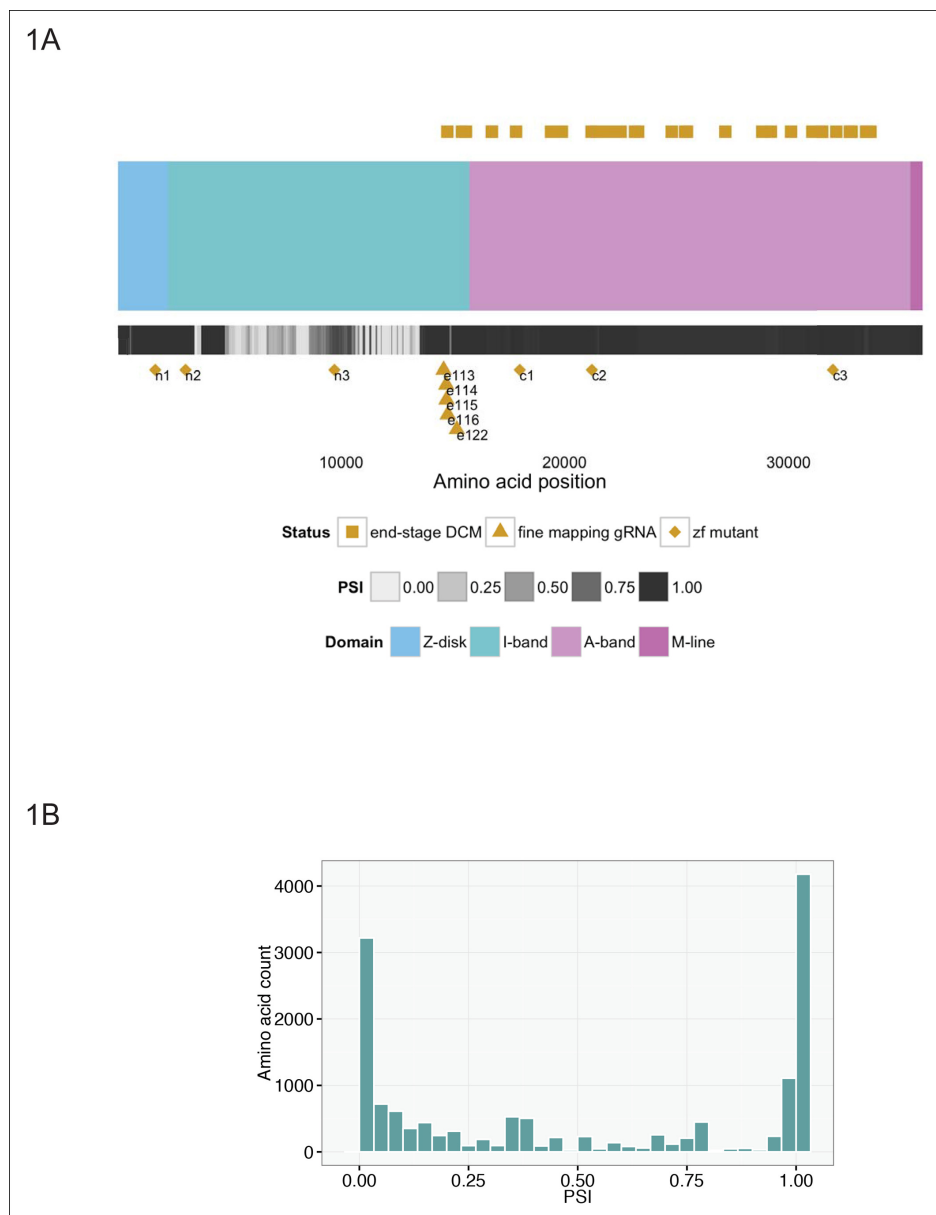 1A
n1 n2 n3 e113 c1 c2 c3
e114
e115
e116
e122
10000 20000 30000
Amino acid position
Status end-stage DCM fine mapping gRNA zf mutant
PSI 0.00 0.25 0.50 0.75 1.00
Domain Z-disk I-band A-band M-line
1B
Amino acid count
4000
3000
2000
1000
0
0.00 0.25 0.50 0.75 1.00
PSI